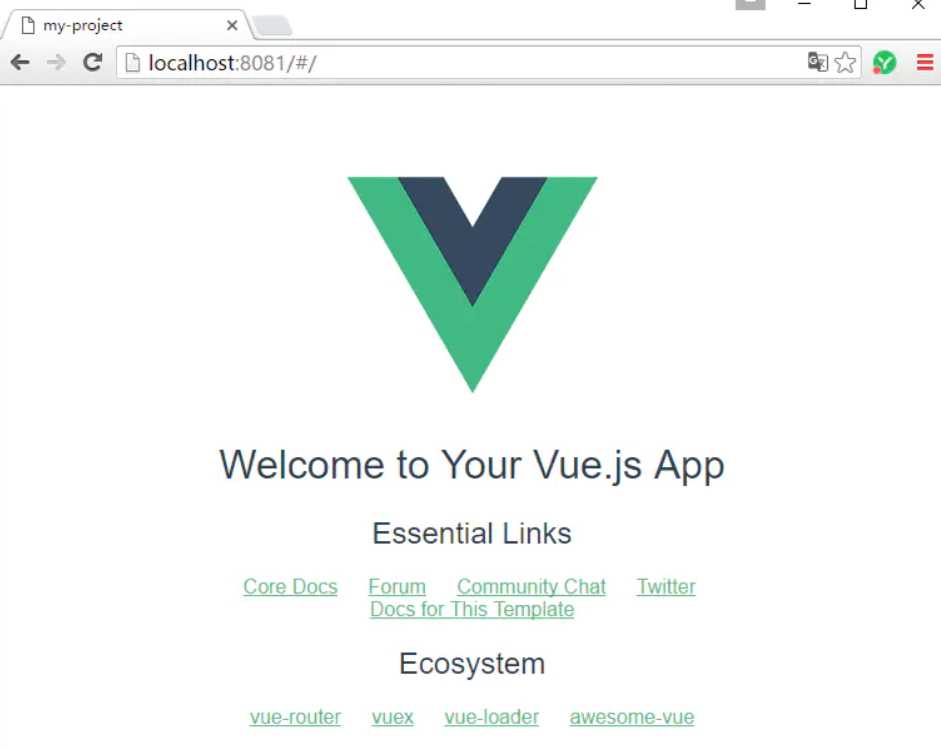 my-project
localhost:8081/#/
Welcome to Your Vue.js App
Essential Links
Core Docs Forum Community Chat Twitter
Docs for This Template
Ecosystem
vue-router vuex vue-loader awesome-vue